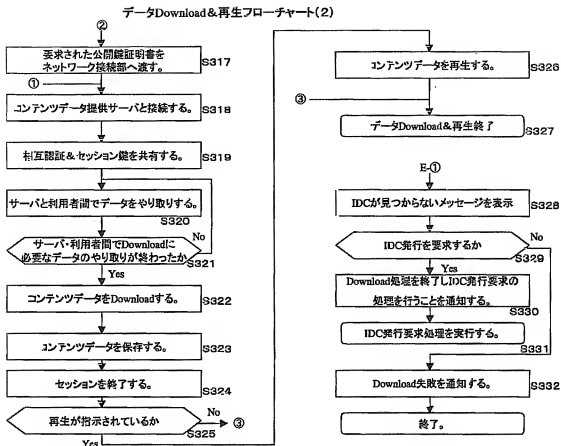 データDownload&再生フローチャート(2)
②
要求された公開鍵証明書を
ネットワーク接続部へ渡す。
S317
①
コンテンツデータ提供サーバと接続する。
S318
相互認証&セッション鍵を共有する。
S319
サーバと利用者間でデータをやり取りする。
S320
サーバ・利用者間でDownloadに
必要なデータのやり取りが終わったか
S321
No
Yes
コンテンツデータをDownloadする。
S322
コンテンツデータを保存する。
S323
セッションを終了する。
S324
再生が指示されているか
S325
No
③
Yes
コンテンツデータを再生する。
S326
③
データDownload&再生終了
S327
E-①
IDCが見つからないメッセージを表示
S328
IDC発行を要求するか
No
S329
Yes
Download処理を終了しIDC発行要求の
処理を行うことを通知する。
S330
IDC発行要求処理を実行する。
S331
Download失敗を通知する。
S332
終了。